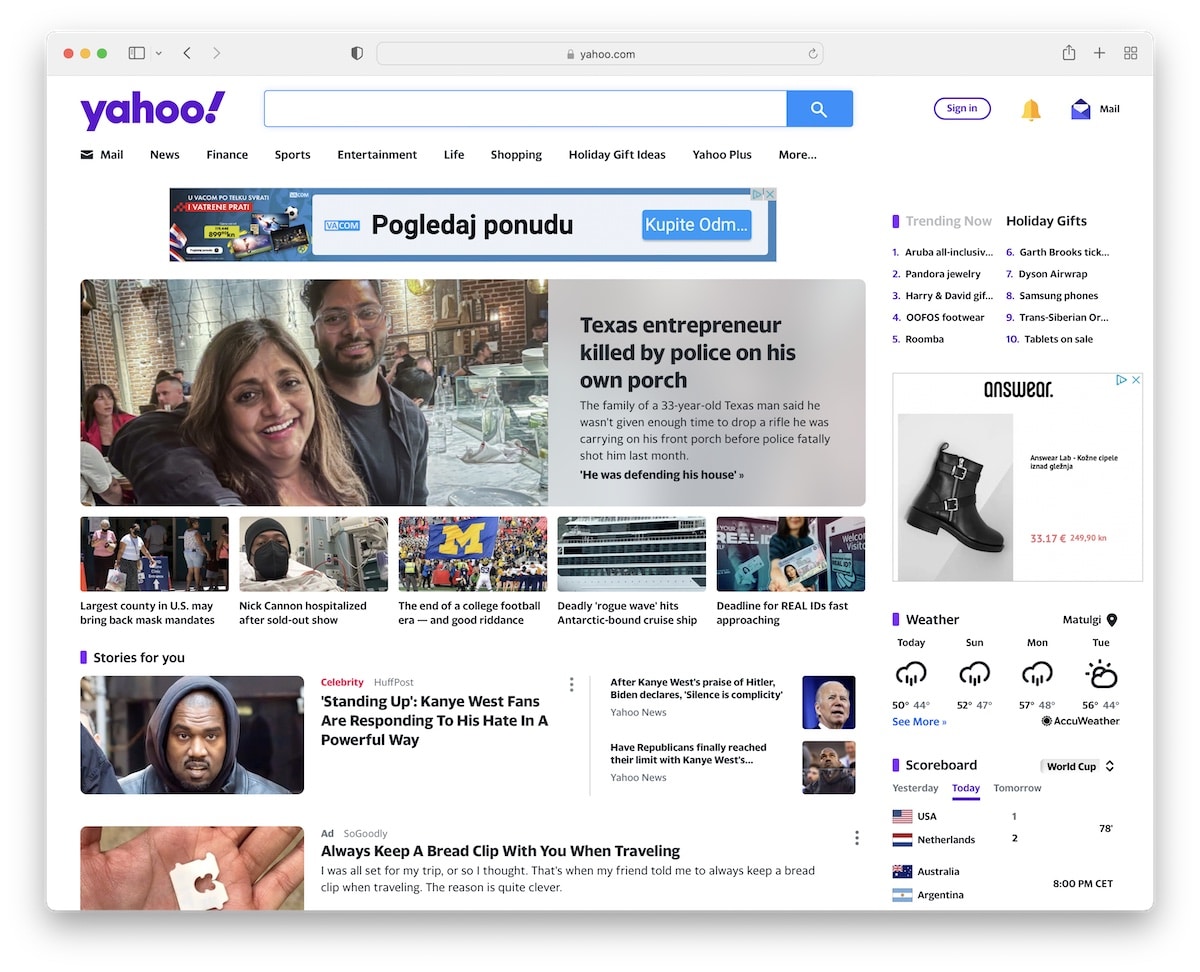 yahoo.com
yahoo!
Sign in
Mail
Mail
News
Finance
Sports
Entertainment
Life
Shopping
Holiday Gift Ideas
Yahoo Plus
More...
U VACOM PO TELKU SVRATI
I VATRENE PRATI
VACOM
899
VACOM
Pogledaj ponudu
Kupite Odm...
Trending Now
Holiday Gifts
1. Aruba all-inclusiv...
2. Pandora jewelry
3. Harry & David gif...
4. OOFOS footwear
5. Roomba
6. Garth Brooks tick...
7. Dyson Airwrap
8. Samsung phones
9. Trans-Siberian Or...
10. Tablets on sale
Texas entrepreneur
killed by police on his
own porch
The family of a 33-year-old Texas man said he
wasn't given enough time to drop a rifle he was
carrying on his front porch before police fatally
shot him last month.
'He was defending his house' »
answear.
Answear Lab - Kožne cipele
iznad gležnja
33.17 € 249,90 kn
M
REAL ID
Welcom
Visito
REAL ID?
Largest county in U.S. may
bring back mask mandates
Nick Cannon hospitalized
after sold-out show
The end of a college football
era — and good riddance
Deadly 'rogue wave' hits
Antarctic-bound cruise ship
Deadline for REAL IDs fast
approaching
Weather
Matulgi
Today
Sun
Mon
Tue
50° 44°
52° 47°
57° 48°
56° 44°
See More »
AccuWeather
Stories for you
Celebrity HuffPost
'Standing Up': Kanye West Fans
Are Responding To His Hate In A
Powerful Way
After Kanye West's praise of Hitler,
Biden declares, 'Silence is complicity'
Yahoo News
Have Republicans finally reached
their limit with Kanye West's...
Yahoo News
Scoreboard
World Cup
Yesterday
Today
Tomorrow
USA 1
Netherlands 2
78'
Australia
Argentina
8:00 PM CET
Ad SoGoodly
Always Keep A Bread Clip With You When Traveling
I was all set for my trip, or so I thought. That's when my friend told me to always keep a bread
clip when traveling. The reason is quite clever.